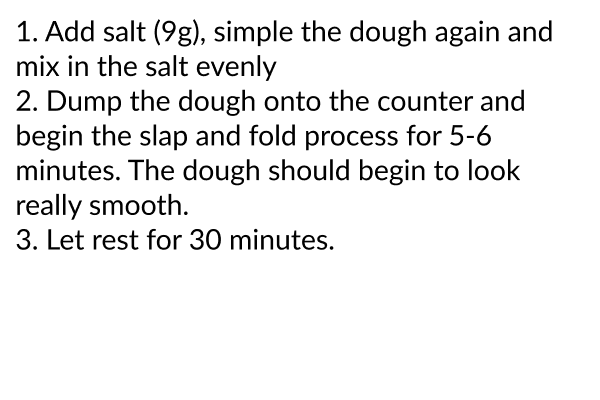 1. Add salt (9g), simple the dough again and
mix in the salt evenly
2. Dump the dough onto the counter and
begin the slap and fold process for 5-6
minutes. The dough should begin to look
really smooth.
3. Let rest for 30 minutes.